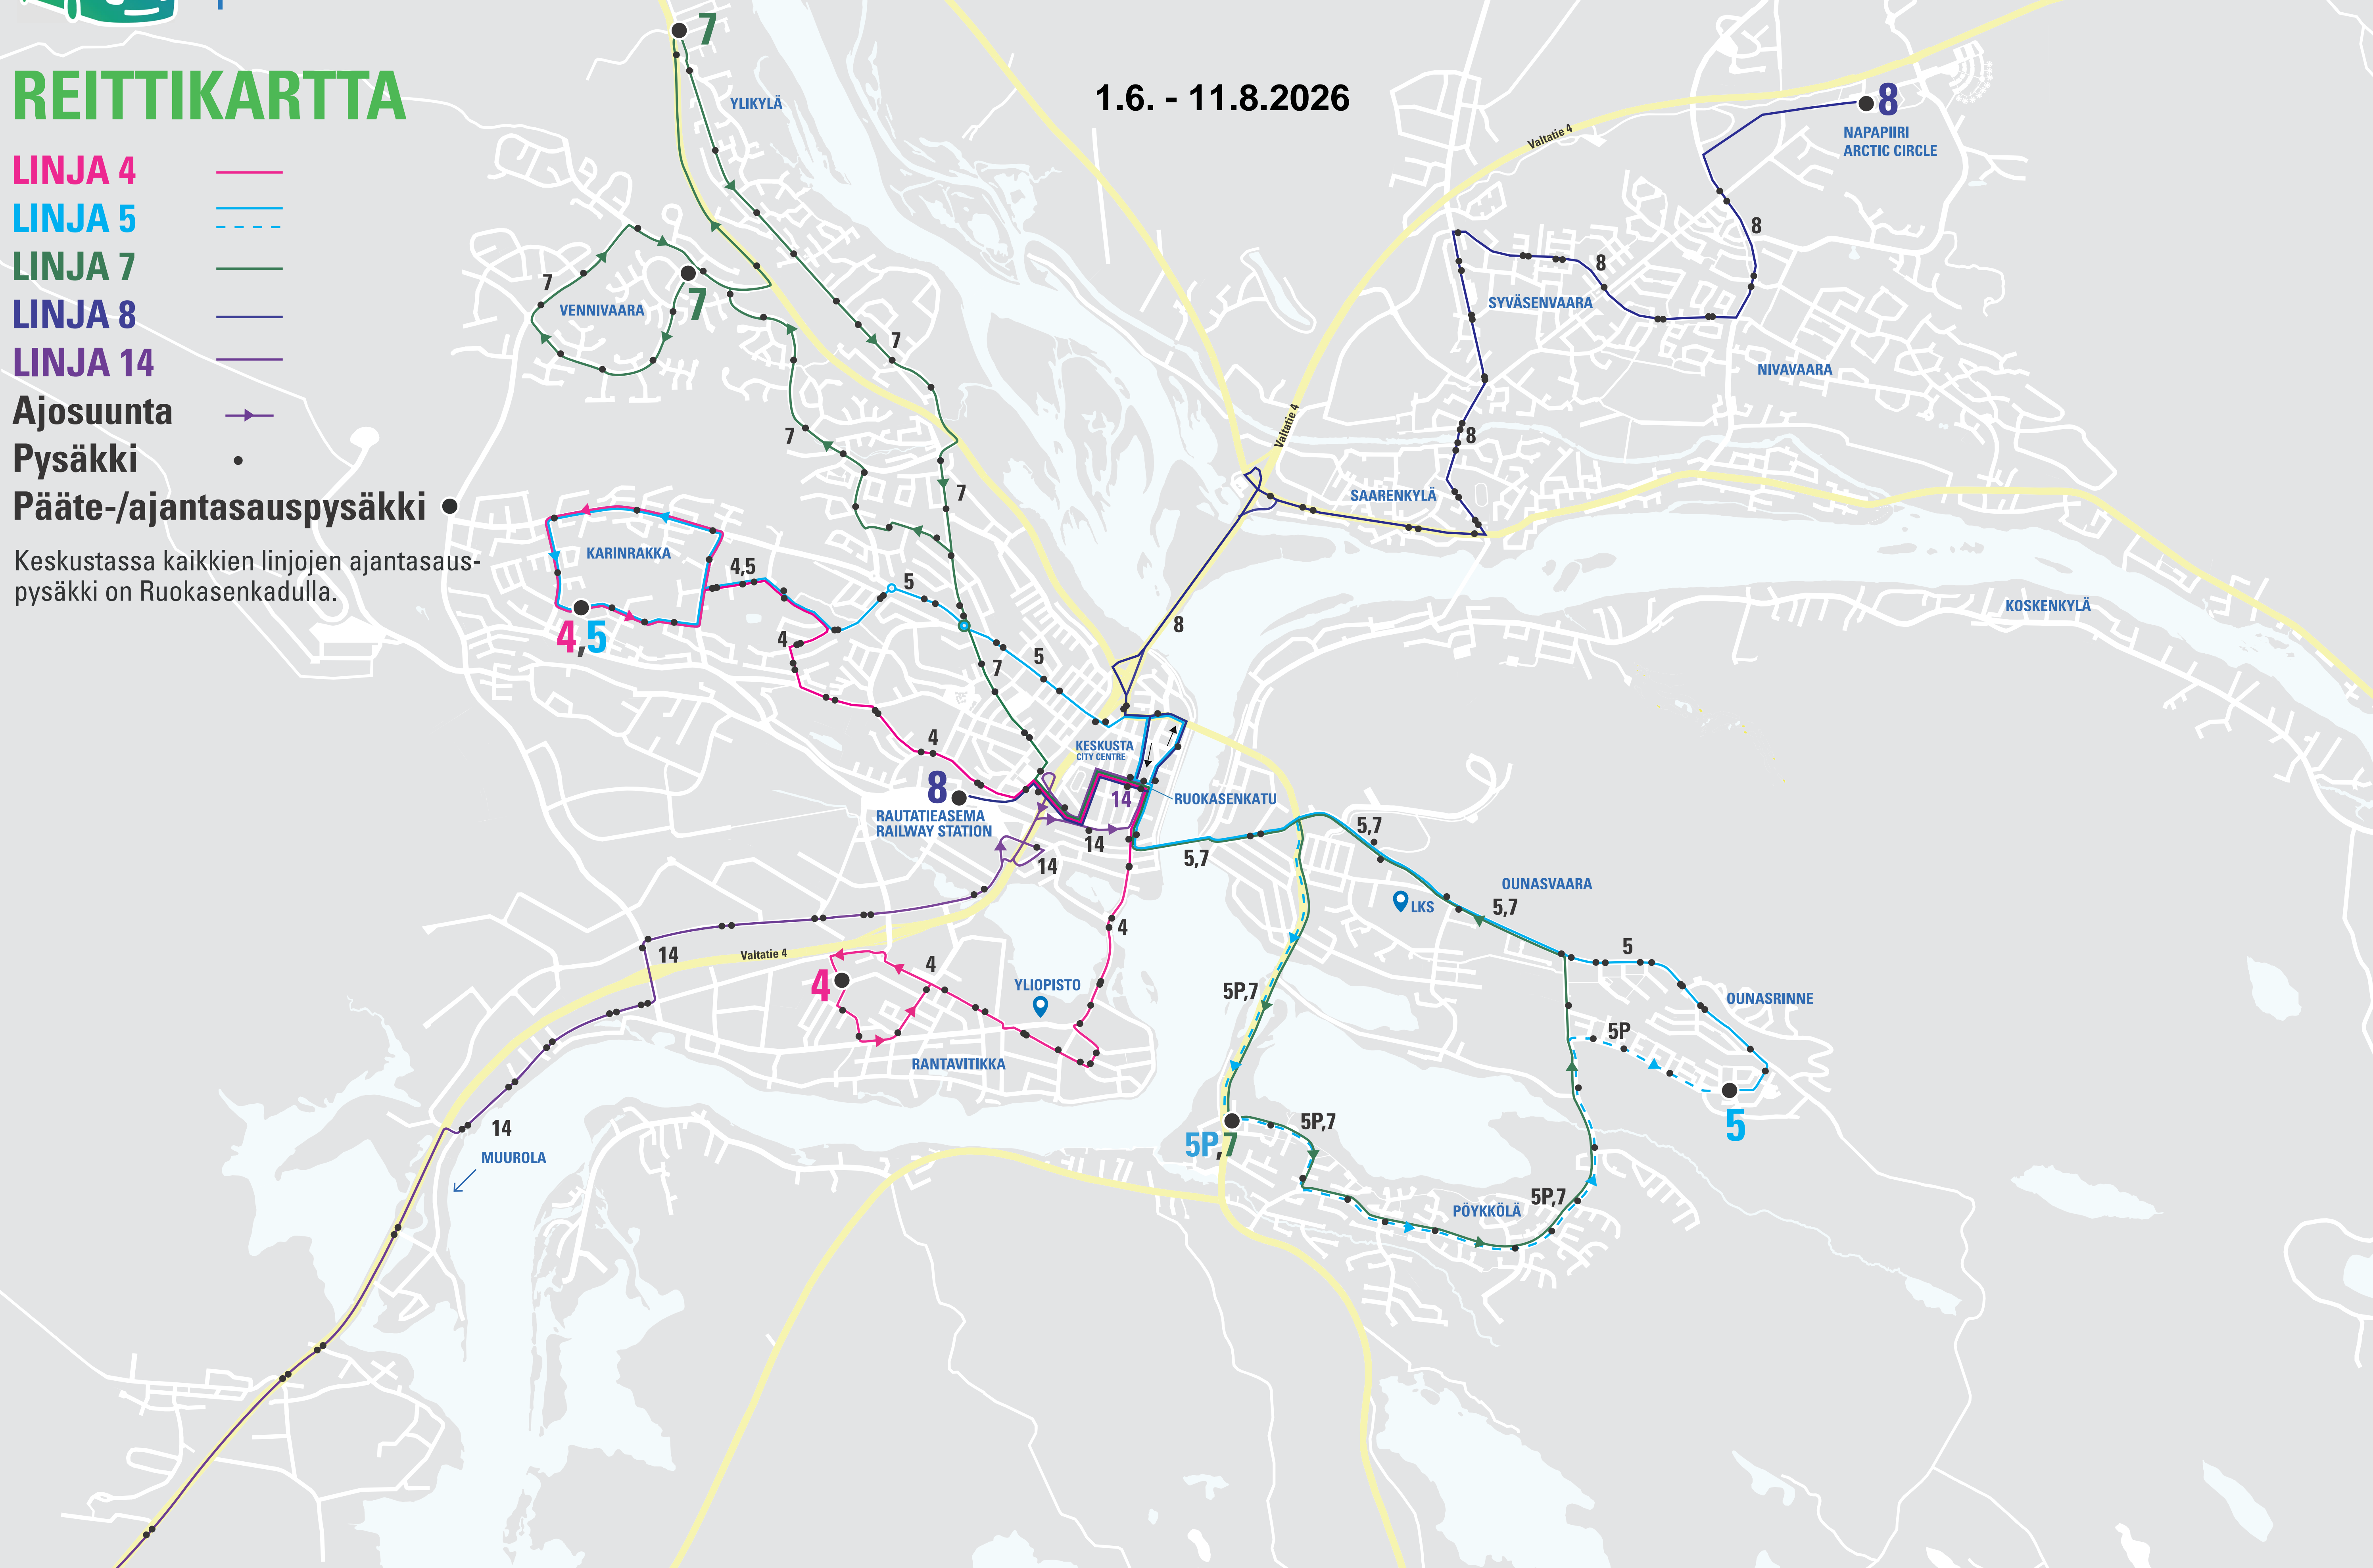 REITTIKARTTA
LINJA 4
LINJA 5
LINJA 7
LINJA 8
LINJA 14
Ajosuunta
Pysäkki
Pääte-/ajantasauspysäkki
Keskustassa kaikkien linjojen ajantasaus-
pysäkki on Ruokasenkadulla.
1.6. - 11.8.2026
7
YLIKYLÄ
Valtatie 4
8
NAPAPIIRI
ARCTIC CIRCLE
8
8
SYVÄSENVAARA
NIVAVAARA
7
VENNIVAARA
7
7
7
7
Valtatie 4
8
SAARENKYLÄ
KARINRAKKA
4,5
5
4,5
4
8
KOSKENKYLÄ
5
7
4
KESKUSTA
CITY CENTRE
8
RAUTATIEASEMA
RAILWAY STATION
14
RUOKASENKATU
14
14
5,7
5,7
OUNASVAARA
LKS
5,7
4
5
14
Valtatie 4
4
4
YLIOPISTO
5P,7
OUNASRINNE
5P
RANTAVITIKKA
5
14
MUUROLA
5P,7
5P,7
5P,7
PÖYKKÖLÄ